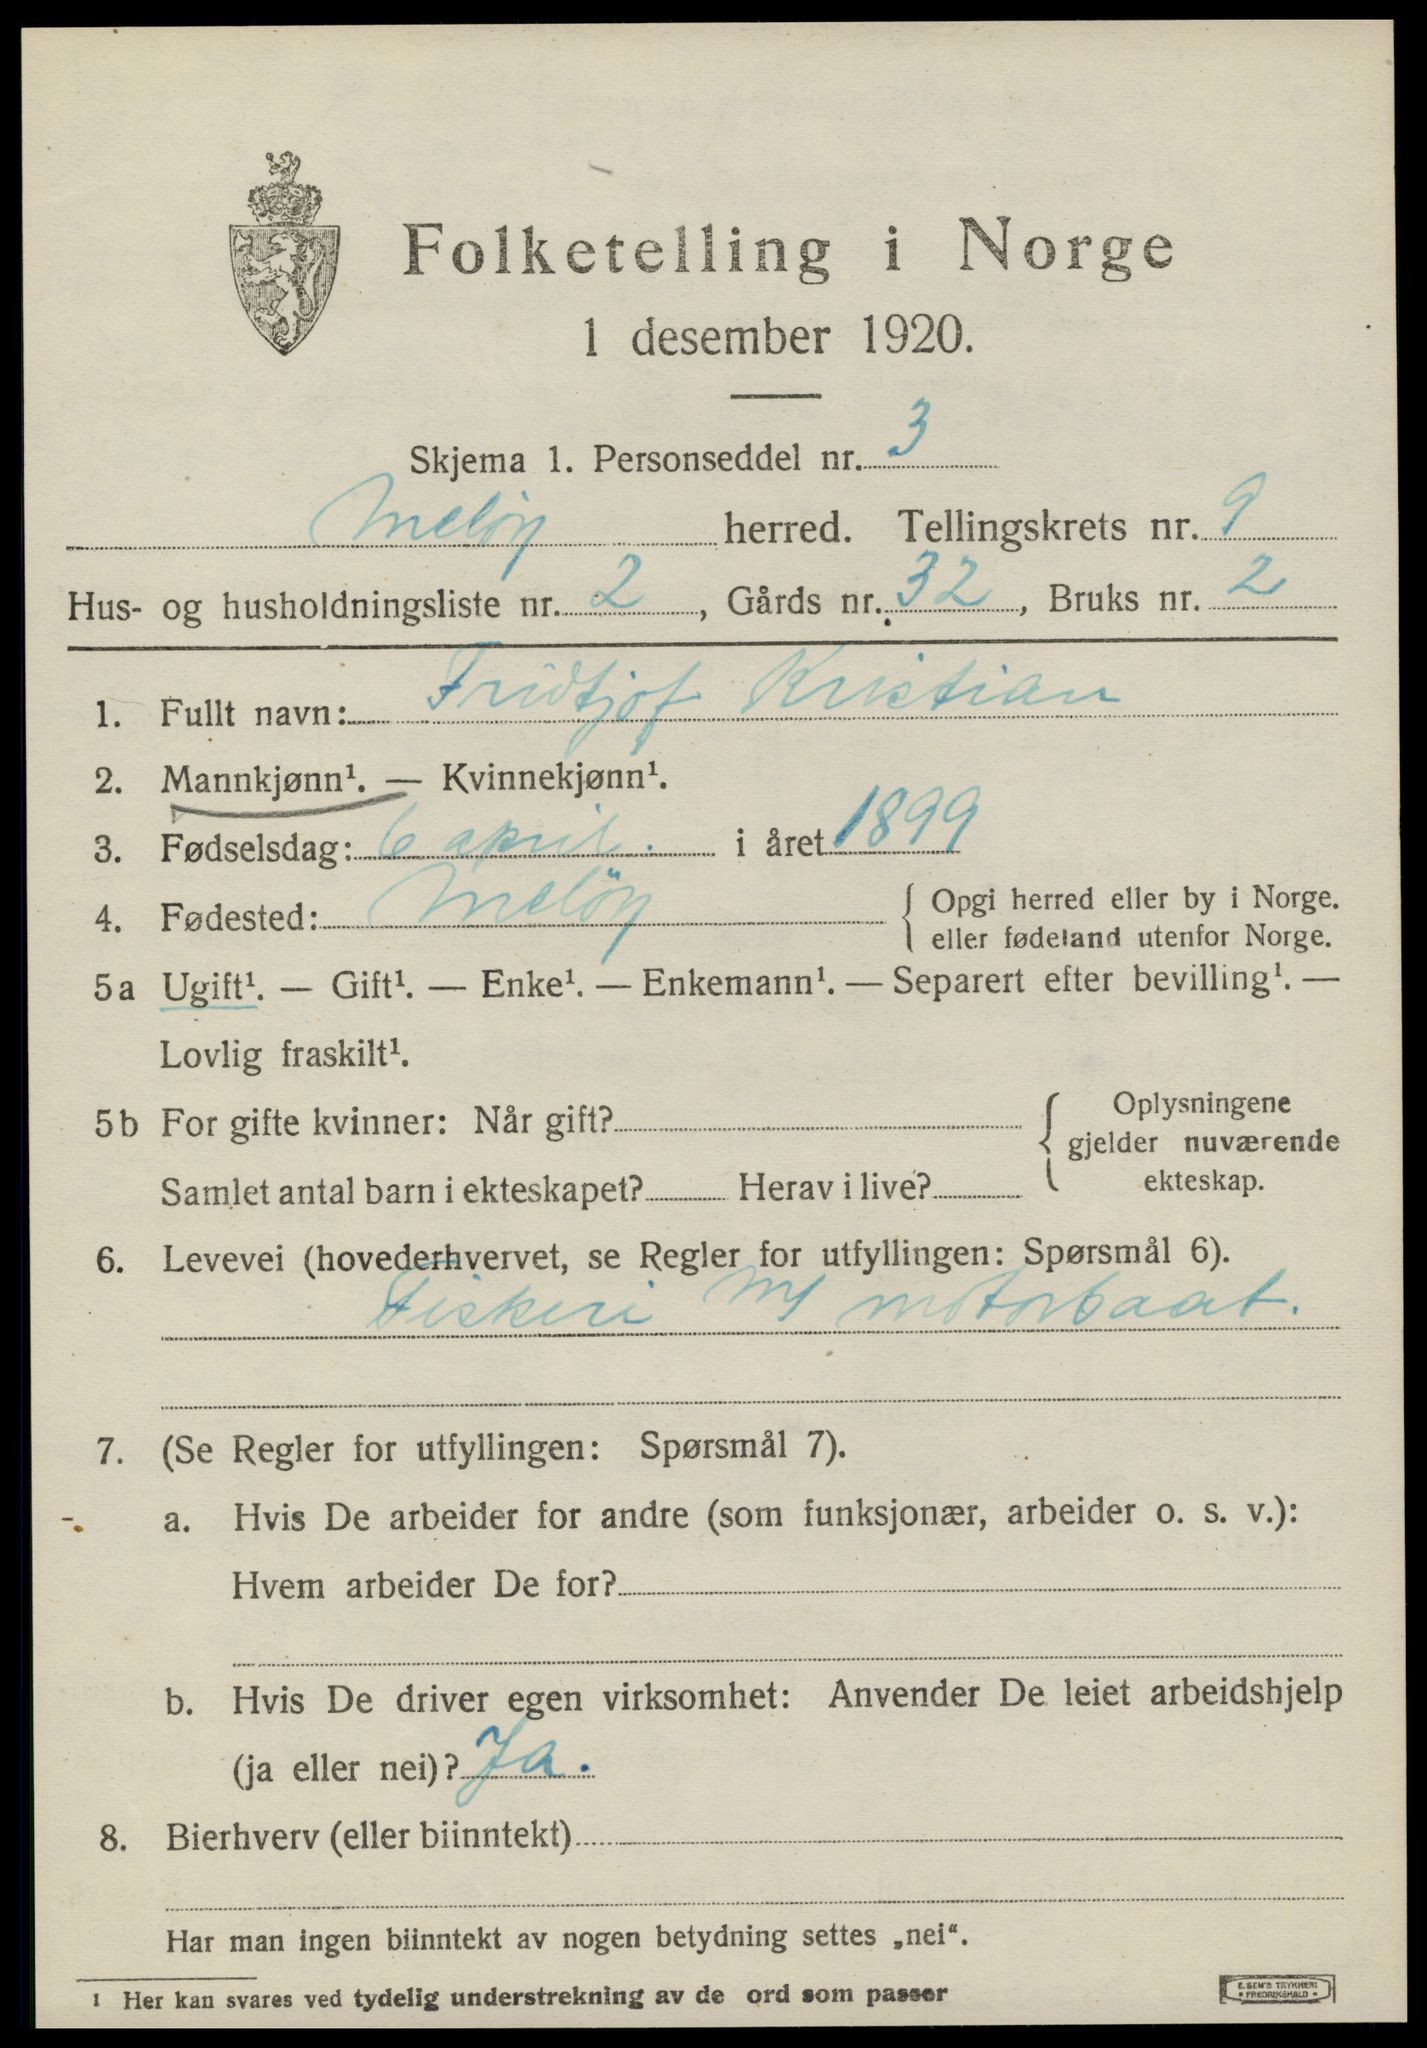 Folketelling i Norge
1 desember 1920.
Skjema 1. Personseddel nr. 3
Meløy herred. Tellingskrets nr. 9
Hus- og husholdningsliste nr. 2, Gårds nr. 32, Bruks nr. 2
1. Fullt navn: Fridtjof Kristian
2. Mannkjønn¹. — Kvinnekjønn¹.
3. Fødselsdag: 6 april. i året 1899
4. Fødested: Meløy { Opgi herred eller by i Norge.
eller fødeland utenfor Norge.
5a Ugift¹. — Gift¹. — Enke¹. — Enkemann¹. — Separert efter bevilling¹. —
Lovlig fraskilt¹.
5b For gifte kvinner: Når gift? { Oplysningene
gjelder nuværende
Samlet antal barn i ekteskapet? Herav i live? ekteskap.
6. Levevei (hovederhvervet, se Regler for utfyllingen: Spørsmål 6).
Fiskeri m/ motorbaat.
7. (Se Regler for utfyllingen: Spørsmål 7).
a. Hvis De arbeider for andre (som funksjonær, arbeider o. s. v.):
Hvem arbeider De for?
b. Hvis De driver egen virksomhet: Anvender De leiet arbeidshjelp
(ja eller nei)? Ja.
8. Bierhverv (eller biinntekt)
Har man ingen biinntekt av nogen betydning settes „nei“.
1 Her kan svares ved tydelig understrekning av de ord som passer
E. SEM'S TRYKKERI
• FREDRIKSHALD •